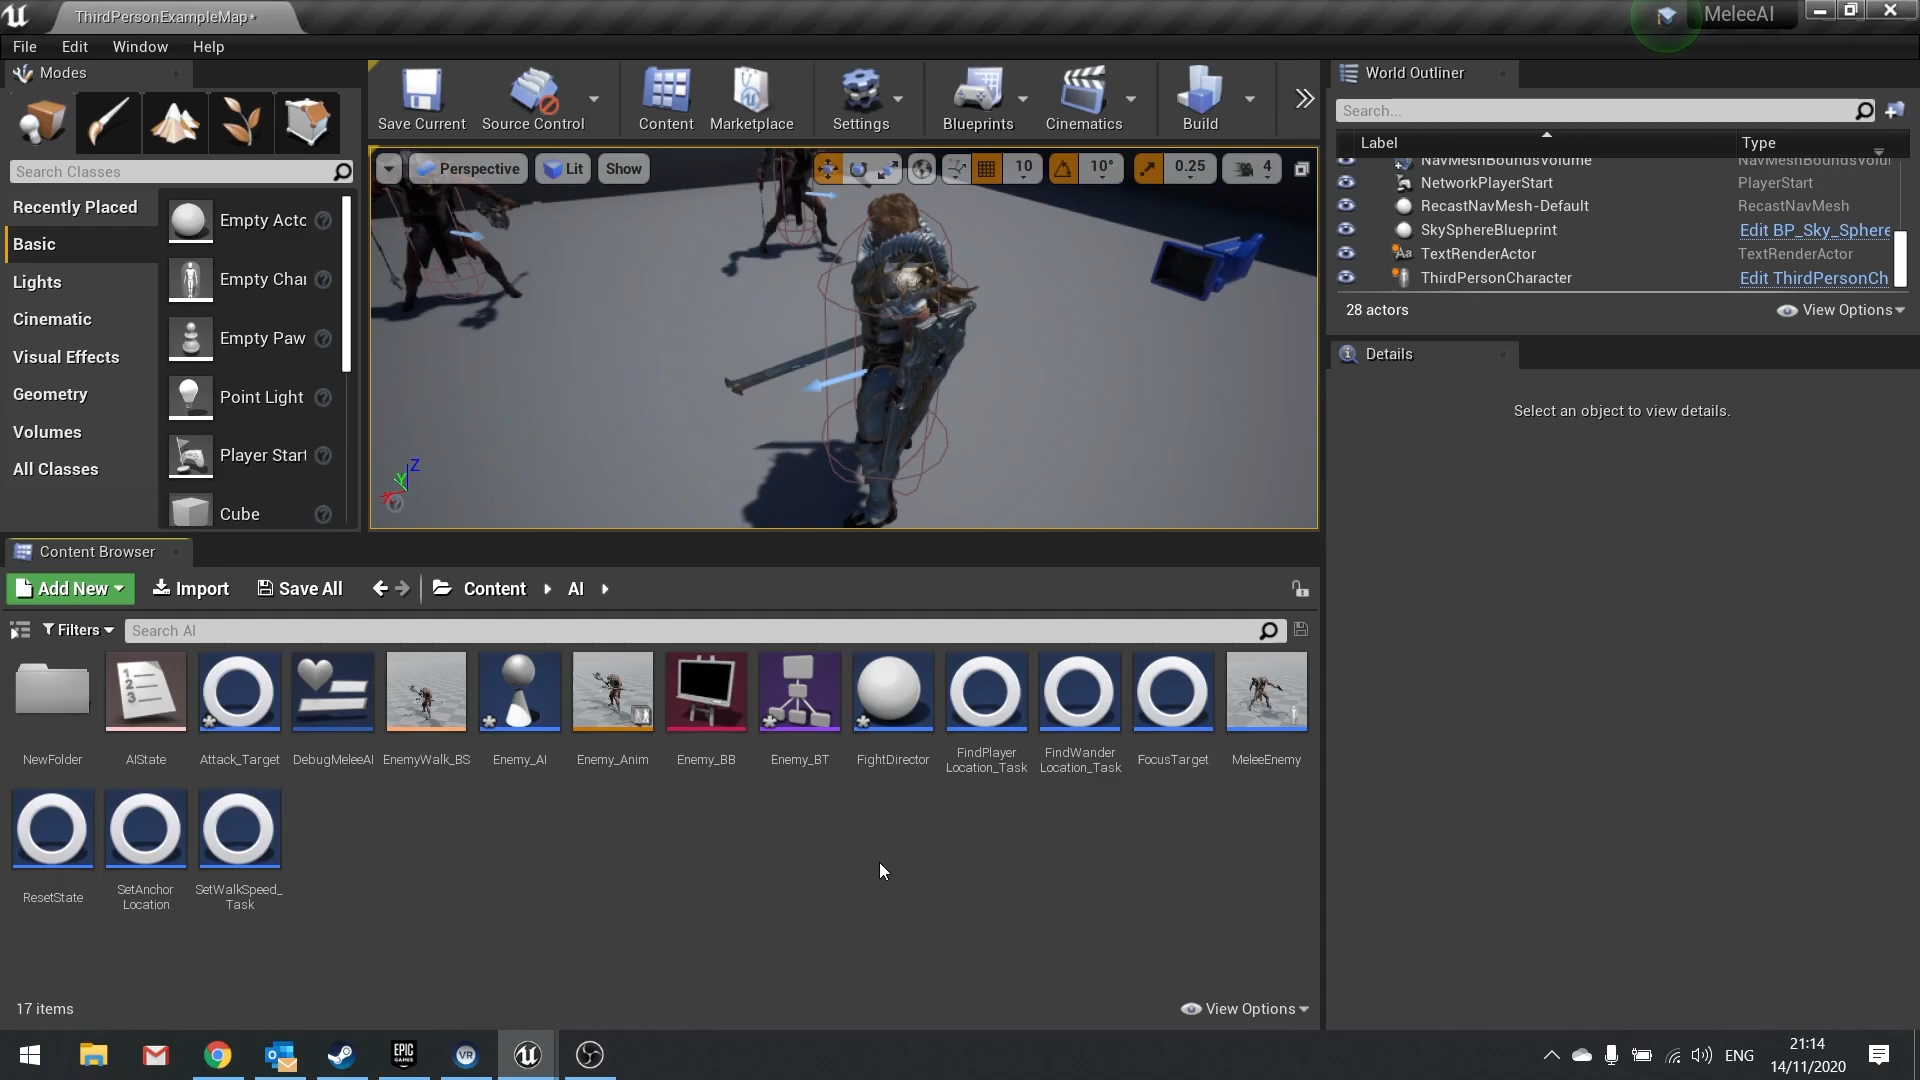 ThirdPersonExampleMap*
MeleeAI
File Edit Window Help
Modes
Save Current Source Control Content Marketplace Settings Blueprints Cinematics Build
World Outliner
Search...
Label Type
Search Classes
Perspective Lit Show 10 10° 0.25 4
NavMeshBoundsVolume NavMeshBoundsVolu
NetworkPlayerStart PlayerStart
RecastNavMesh-Default RecastNavMesh
SkySphereBlueprint Edit BP_Sky_Sphere
TextRenderActor TextRenderActor
ThirdPersonCharacter Edit ThirdPersonCh
28 actors View Options
Details
Select an object to view details.
Recently Placed
Basic
Lights
Cinematic
Visual Effects
Geometry
Volumes
All Classes
Empty Acto
Empty Char
Empty Paw
Point Light
Player Start
Cube
Z
Y
Content Browser
Add New Import Save All Content AI
Filters Search AI
NewFolder AIState Attack_Target DebugMeleeAI EnemyWalk_BS Enemy_AI Enemy_Anim Enemy_BB Enemy_BT FightDirector FindPlayer FindWander FocusTarget MeleeEnemy
Location_Task Location_Task
ResetState SetAnchor SetWalkSpeed_
Location Task
17 items View Options
EPIC GAMES VR ENG 21:14
14/11/2020